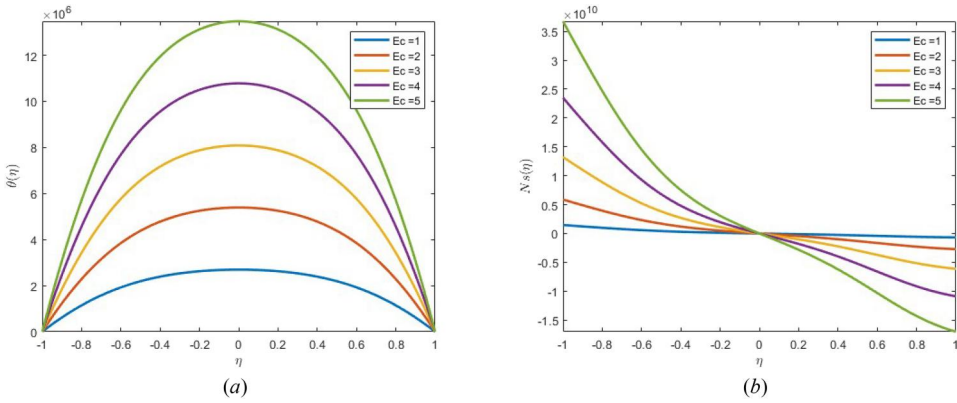 ×10⁶
12
10
8
6
4
2
0
θ(η)
-1 -0.8 -0.6 -0.4 -0.2 0 0.2 0.4 0.6 0.8 1
η
Ec =1
Ec =2
Ec =3
Ec =4
Ec =5
(a)
×10¹⁰
3.5
3
2.5
2
1.5
1
0.5
0
-0.5
-1
-1.5
Ns(η)
-1 -0.8 -0.6 -0.4 -0.2 0 0.2 0.4 0.6 0.8 1
η
Ec =1
Ec =2
Ec =3
Ec =4
Ec =5
(b)